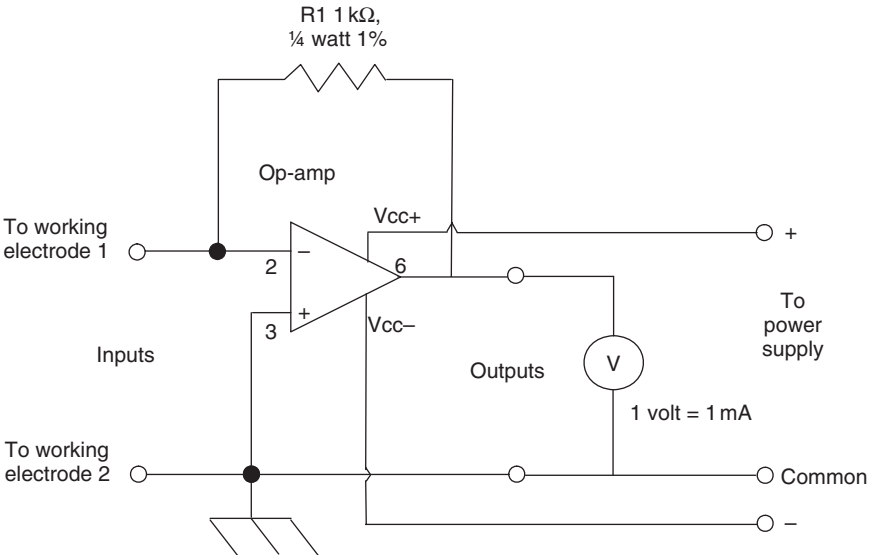 R1 1 kΩ,
¼ watt 1%
Op-amp
To working
electrode 1
Vcc+
+
2
–
6
3
+
Vcc–
To
power
supply
Inputs
Outputs
V
1 volt = 1 mA
To working
electrode 2
Common
–